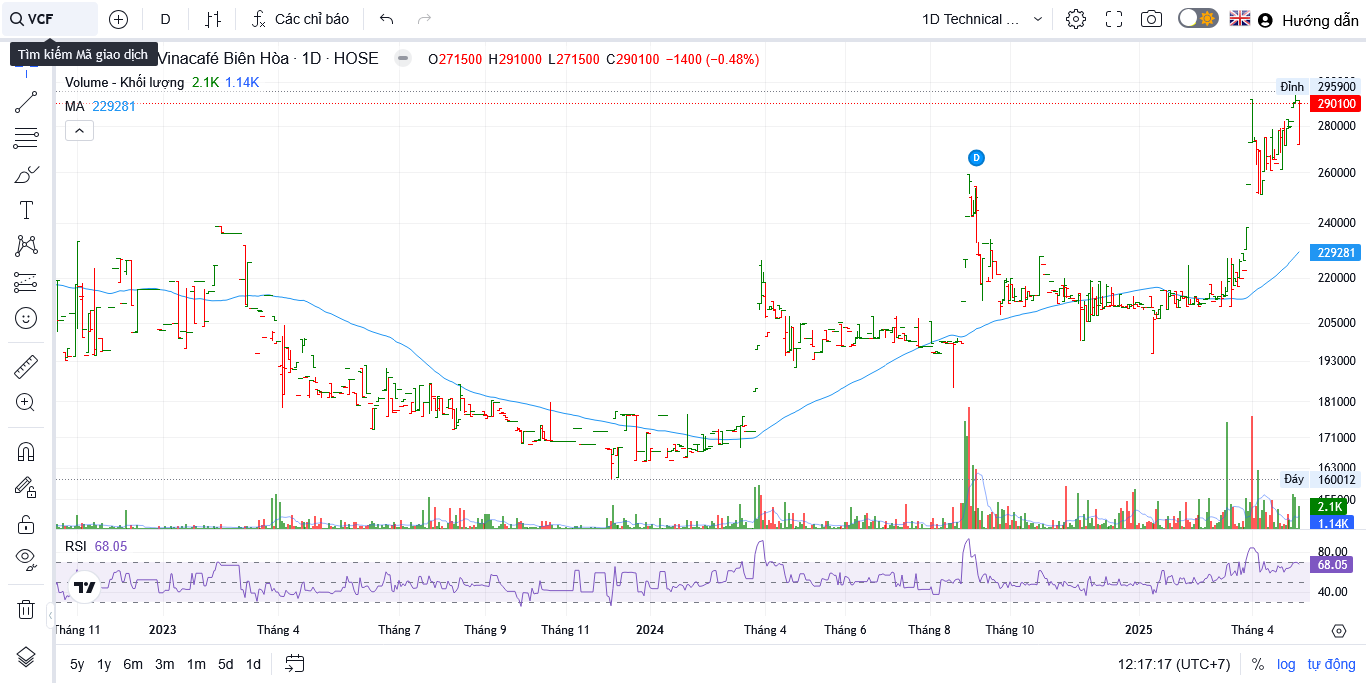 VCF
D
Các chỉ báo
1D Technical ...
Hướng dẫn
Tìm kiếm Mã giao dịch
Vinacafé Biên Hòa · 1D · HOSE
O271500 H291000 L271500 C290100 −1400 (−0.48%)
Volume - Khối lượng 2.1K 1.14K
MA 229281
Đỉnh 295900
290100
280000
260000
D
240000
229281
220000
205000
193000
181000
171000
163000
Đáy 160012
2.1K
1.14K
RSI 68.05
80.00
68.05
40.00
Tháng 11 2023 Tháng 4 Tháng 7 Tháng 9 Tháng 11 2024 Tháng 4 Tháng 6 Tháng 8 Tháng 10 2025 Tháng 4
5y 1y 6m 3m 1m 5d 1d
12:17:17 (UTC+7) % log tự động